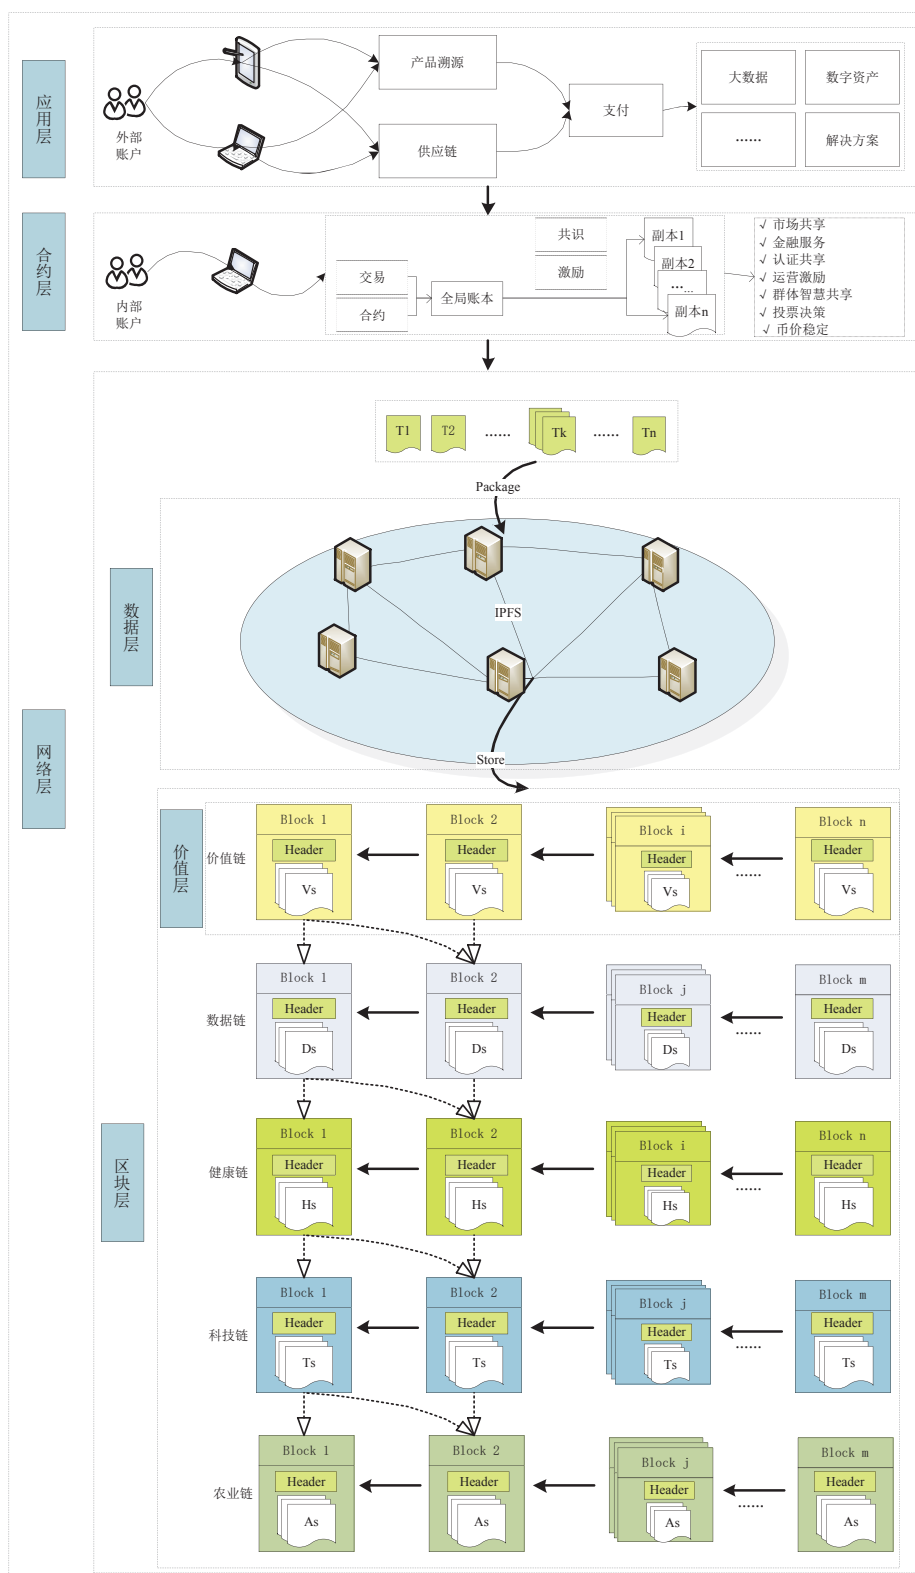 应用层
外部
账户
产品溯源
供应链
支付
大数据
数字资产
……
解决方案
合约层
内部
账户
交易
合约
全局账本
共识
激励
副本1
副本2
……
副本n
√ 市场共享
√ 金融服务
√ 认证共享
√ 运营激励
√ 群体智慧共享
√ 投票决策
√ 币价稳定
网络层
T1
T2
……
Tk
……
Tn
Package
数据层
IPFS
Store
价值层
价值链
Block 1
Header
Vs
Block 2
Header
Vs
Block i
Header
Vs
……
Block n
Header
Vs
区块层
数据链
Block 1
Header
Ds
Block 2
Header
Ds
Block j
Header
Ds
……
Block m
Header
Ds
健康链
Block 1
Header
Hs
Block 2
Header
Hs
Block i
Header
Hs
……
Block n
Header
Hs
科技链
Block 1
Header
Ts
Block 2
Header
Ts
Block j
Header
Ts
……
Block m
Header
Ts
农业链
Block 1
Header
As
Block 2
Header
As
Block j
Header
As
……
Block m
Header
As